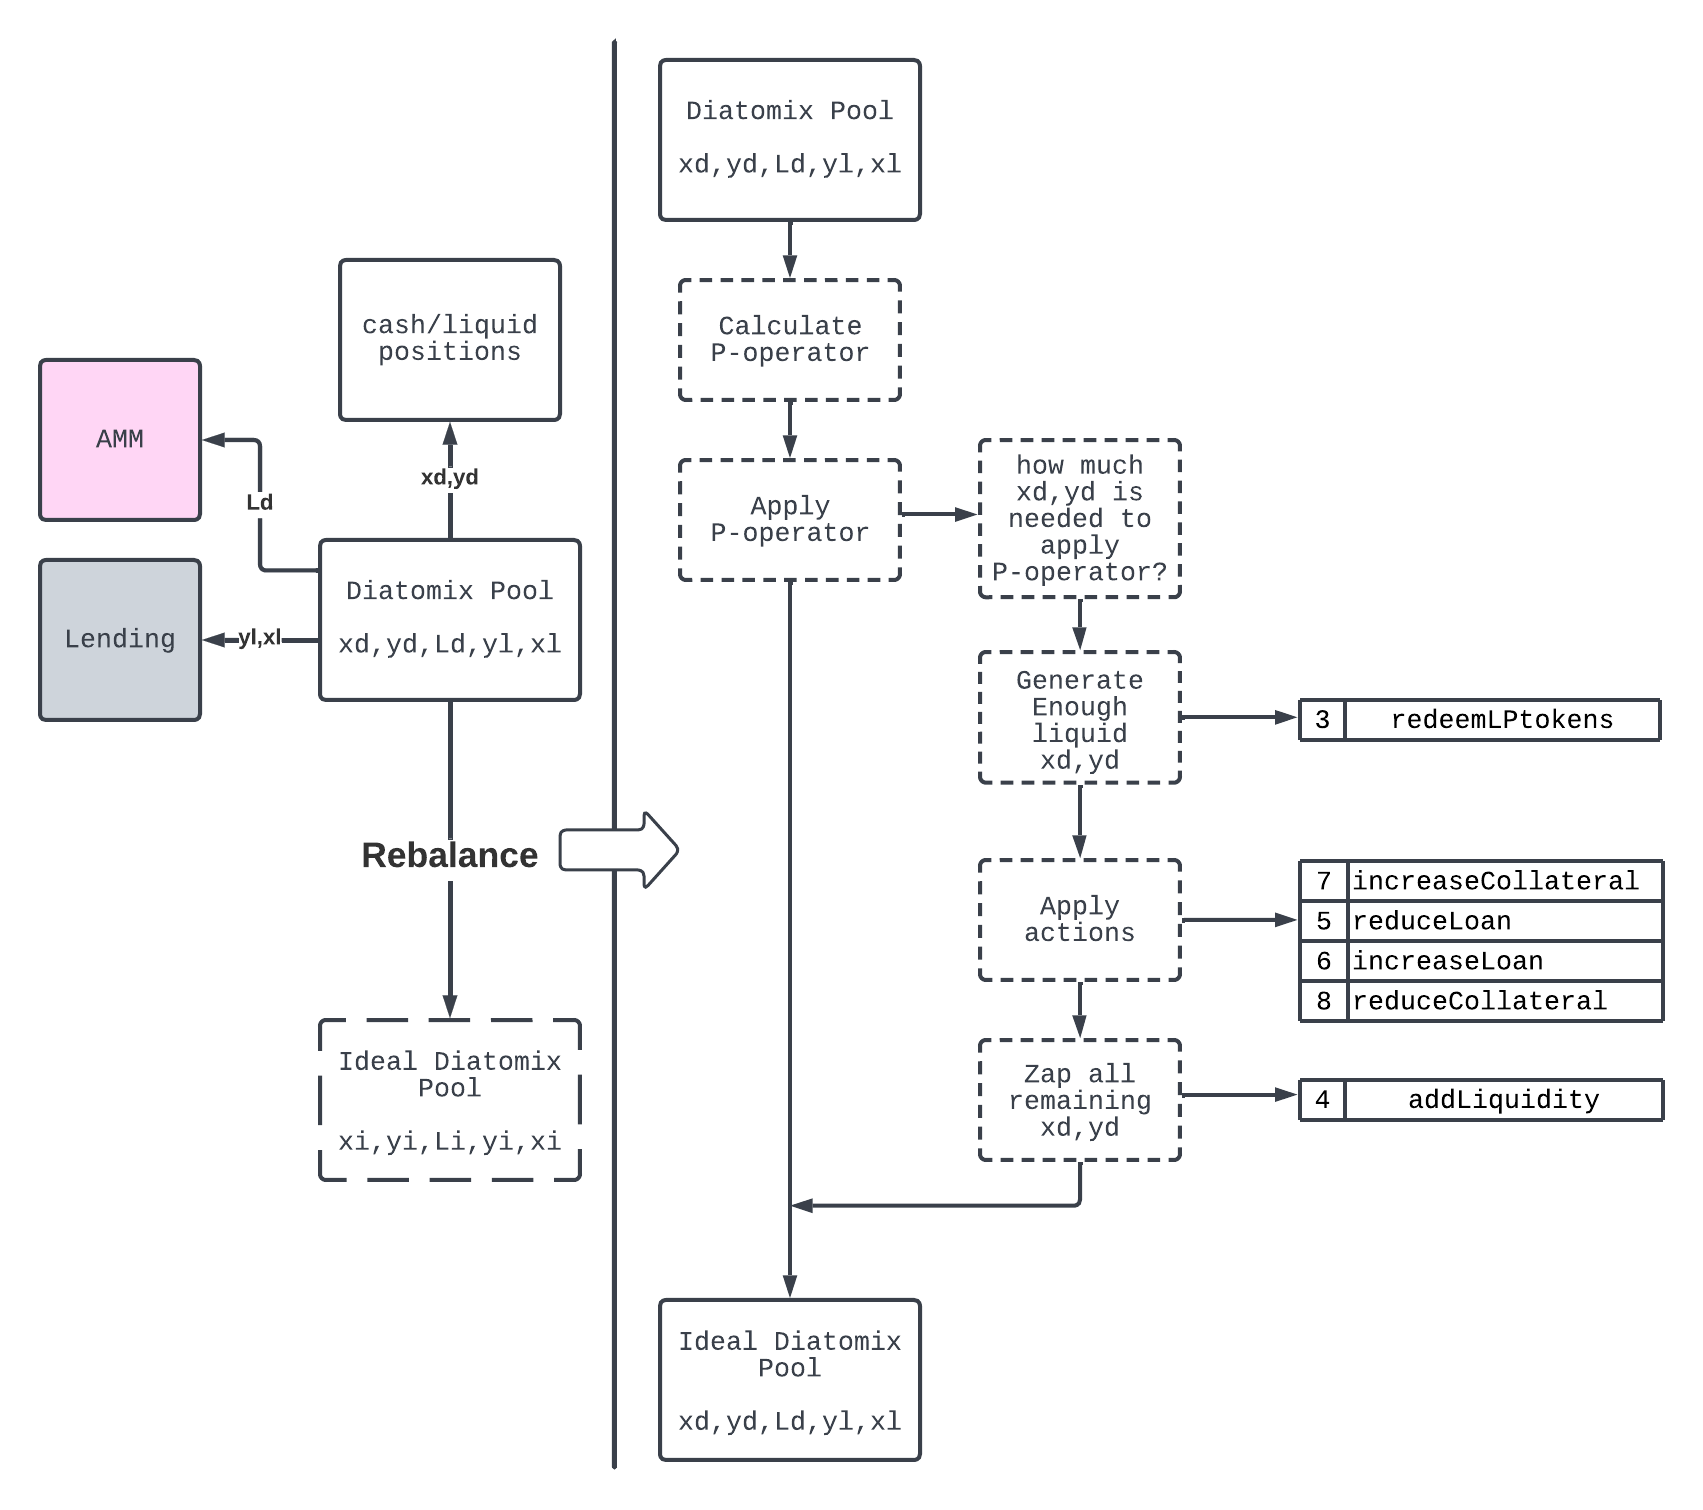 cash/liquid
positions
AMM
xd,yd
Ld
Diatomix Pool
xd,yd,Ld,yl,xl
Lending
yl,xl
Rebalance
Ideal Diatomix
Pool
xi,yi,Li,yi,xi
Diatomix Pool
xd,yd,Ld,yl,xl
Calculate
P-operator
Apply
P-operator
how much
xd,yd is
needed to
apply
P-operator?
Generate
Enough
liquid
xd,yd
3 redeemLPtokens
Apply
actions
7 increaseCollateral
5 reduceLoan
6 increaseLoan
8 reduceCollateral
Zap all
remaining
xd,yd
4 addLiquidity
Ideal Diatomix
Pool
xd,yd,Ld,yl,xl